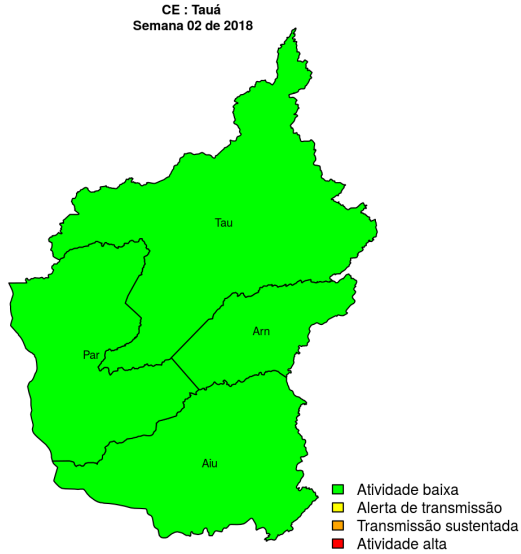 CE : Tauá
Semana 02 de 2018
Tau
Arn
Par
Aiu
Atividade baixa
Alerta de transmissão
Transmissão sustentada
Atividade alta